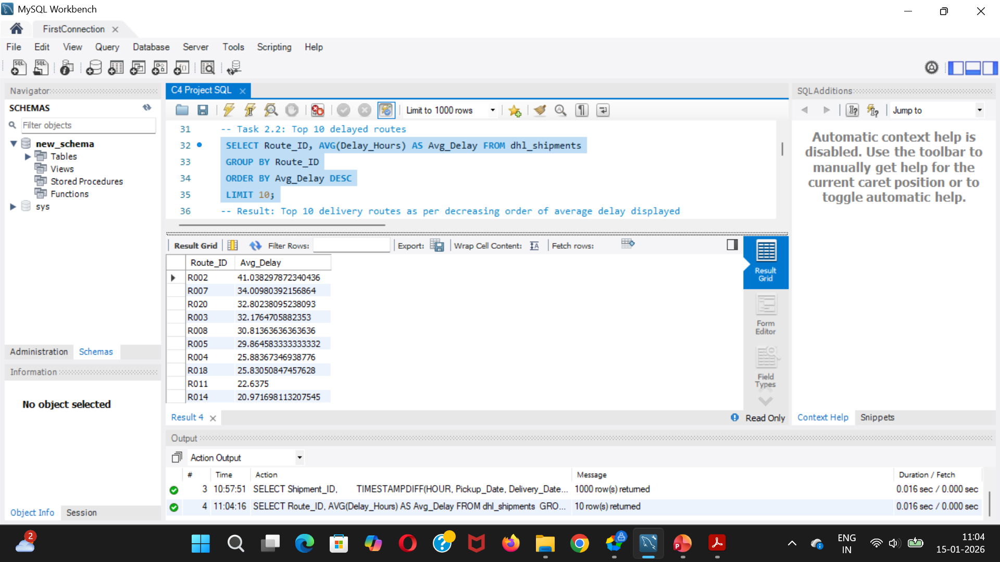 MySQL Workbench
FirstConnection
File Edit View Query Database Server Tools Scripting Help
Navigator
SCHEMAS
Filter objects
new_schema
Tables
Views
Stored Procedures
Functions
sys
Administration Schemas
Information
No object selected
Object Info Session
C4 Project SQL
Limit to 1000 rows
31 -- Task 2.2: Top 10 delayed routes
32 SELECT Route_ID, AVG(Delay_Hours) AS Avg_Delay FROM dhl_shipments
33 GROUP BY Route_ID
34 ORDER BY Avg_Delay DESC
35 LIMIT 10;
36 -- Result: Top 10 delivery routes as per decreasing order of average delay displayed
Result Grid Filter Rows: Export: Wrap Cell Content: Fetch rows:
Route_ID Avg_Delay
R002 41.038297872340436
R007 34.00980392156864
R020 32.80238095238093
R003 32.1764705882353
R008 30.81363636363636
R005 29.864583333333332
R004 25.88367346938776
R018 25.83050847457628
R011 22.6375
R014 20.971698113207545
Result
Grid
Form
Editor
Field
Types
Result 4
Read Only
SQLAdditions
Jump to
Automatic context help is
disabled. Use the toolbar to
manually get help for the
current caret position or to
toggle automatic help.
Context Help Snippets
Output
Action Output
# Time Action Message Duration / Fetch
3 10:57:51 SELECT Shipment_ID, TIMESTAMPDIFF(HOUR, Pickup_Date, Delivery_Date... 1000 row(s) returned 0.016 sec / 0.000 sec
4 11:04:16 SELECT Route_ID, AVG(Delay_Hours) AS Avg_Delay FROM dhl_shipments GRO... 10 row(s) returned 0.016 sec / 0.000 sec
2
ENG
IN
11:04
15-01-2026